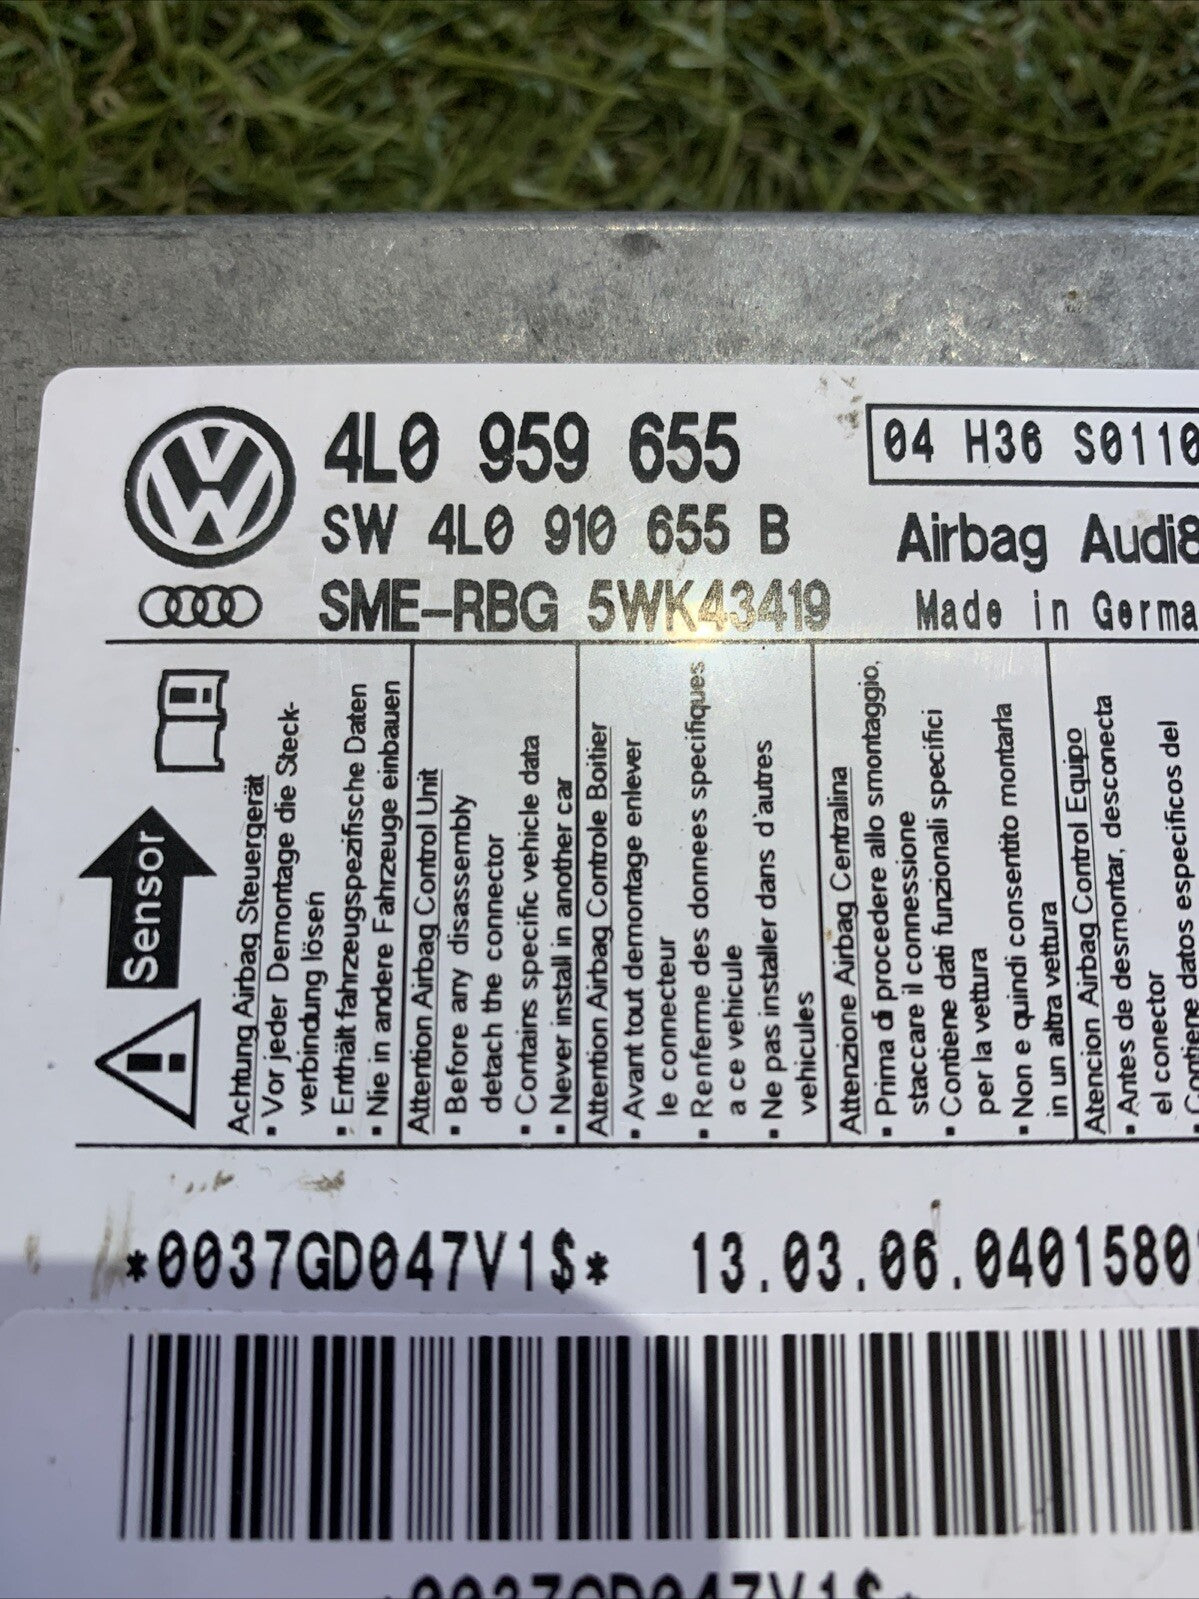 4L0 959 655
04 H36 S0110
SW 4L0 910 655 B
Airbag Audi8
SME-RBG 5WK43419
Made in Germa
Sensor
Achtung Airbag Steuergerät
▪ Vor jeder Demontage die Steck-
verbindung lösen
▪ Enthält fahrzeugspezifische Daten
▪ Nie in andere Fahrzeuge einbauen
Attention Airbag Control Unit
▪ Before any disassembly
detach the connector
▪ Contains specific vehicle data
▪ Never install in another car
Attention Airbag Controle Boitier
▪ Avant tout demontage enlever
le connecteur
▪ Renferme des donnees specifiques
a ce vehicule
▪ Ne pas installer dans d'autres
vehicules
Attenzione Airbag Centralina
▪ Prima di procedere allo smontaggio,
staccare il connessione
▪ Contiene dati funzionali specifici
per la vettura
▪ Non e quindi consentito montarla
in un altra vettura
Atencion Airbag Control Equipo
▪ Antes de desmontar, desconecta
el conector
▪ Contiene datos especificos del
*0037GD047V1$*
13.03.06.0401580
*0037GD047V1$*